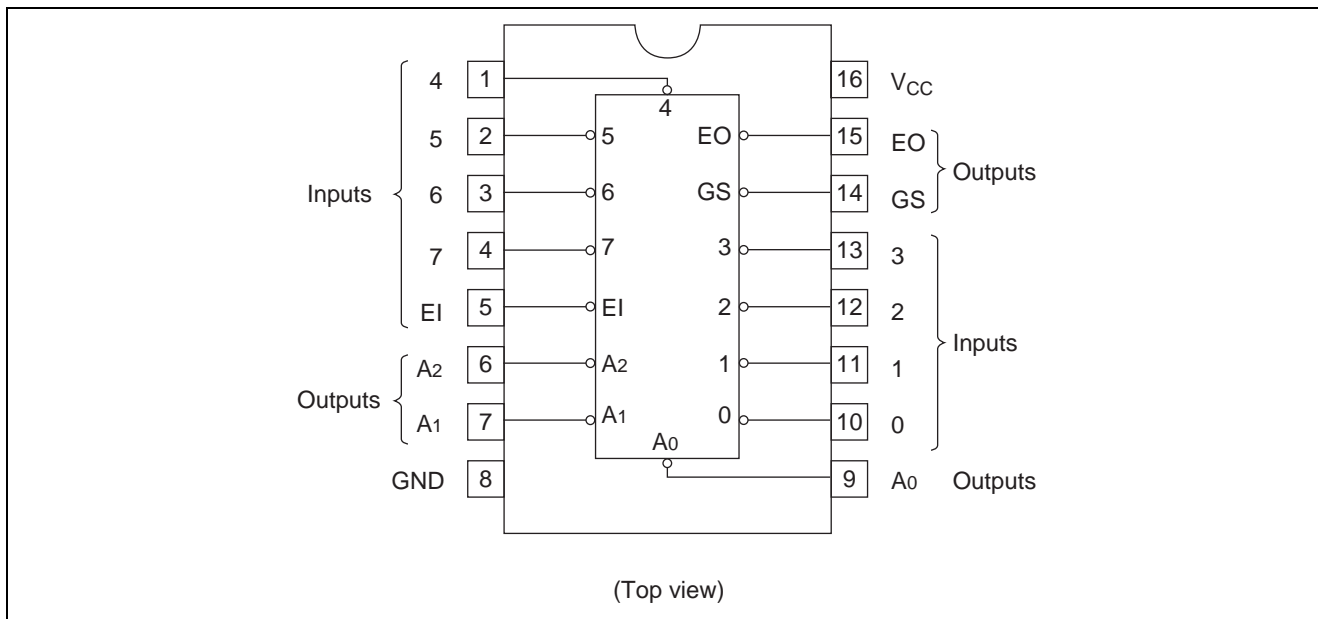 4 1 16 VCC
4
5 2 5 EO 15 EO
Outputs
Inputs 6 3 6 GS 14 GS
7 4 7 3 13 3
EI 5 EI 2 12 2
Inputs
A2 6 A2 1 11 1
Outputs
A1 7 A1 0 10 0
A0
GND 8 9 A0 Outputs
(Top view)